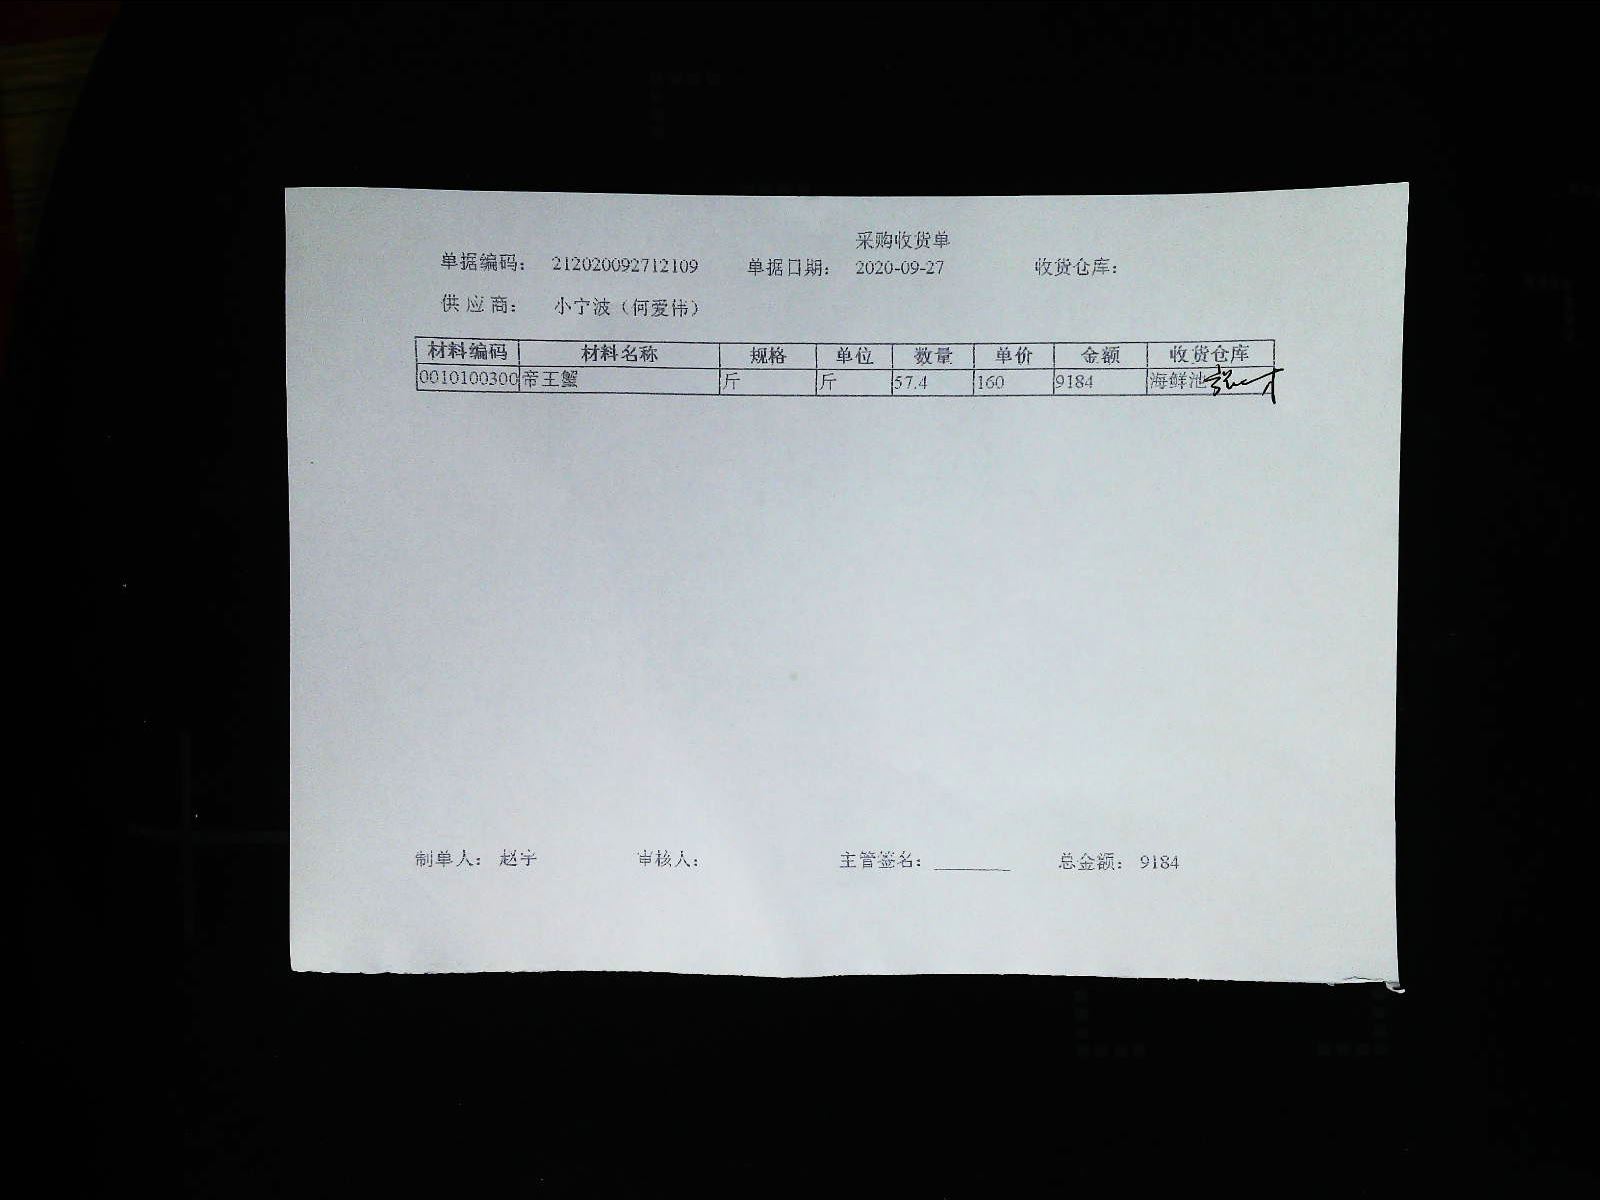 采购收货单
单据编码： 212020092712109 单据日期： 2020-09-27 收货仓库：
供 应 商： 小宁波（何爱伟）
材料编码 材料名称 规格 单位 数量 单价 金额 收货仓库
0010100300 帝王蟹 斤 斤 57.4 160 9184 海鲜池
制单人： 赵宇 审核人： 主管签名： 总金额： 9184